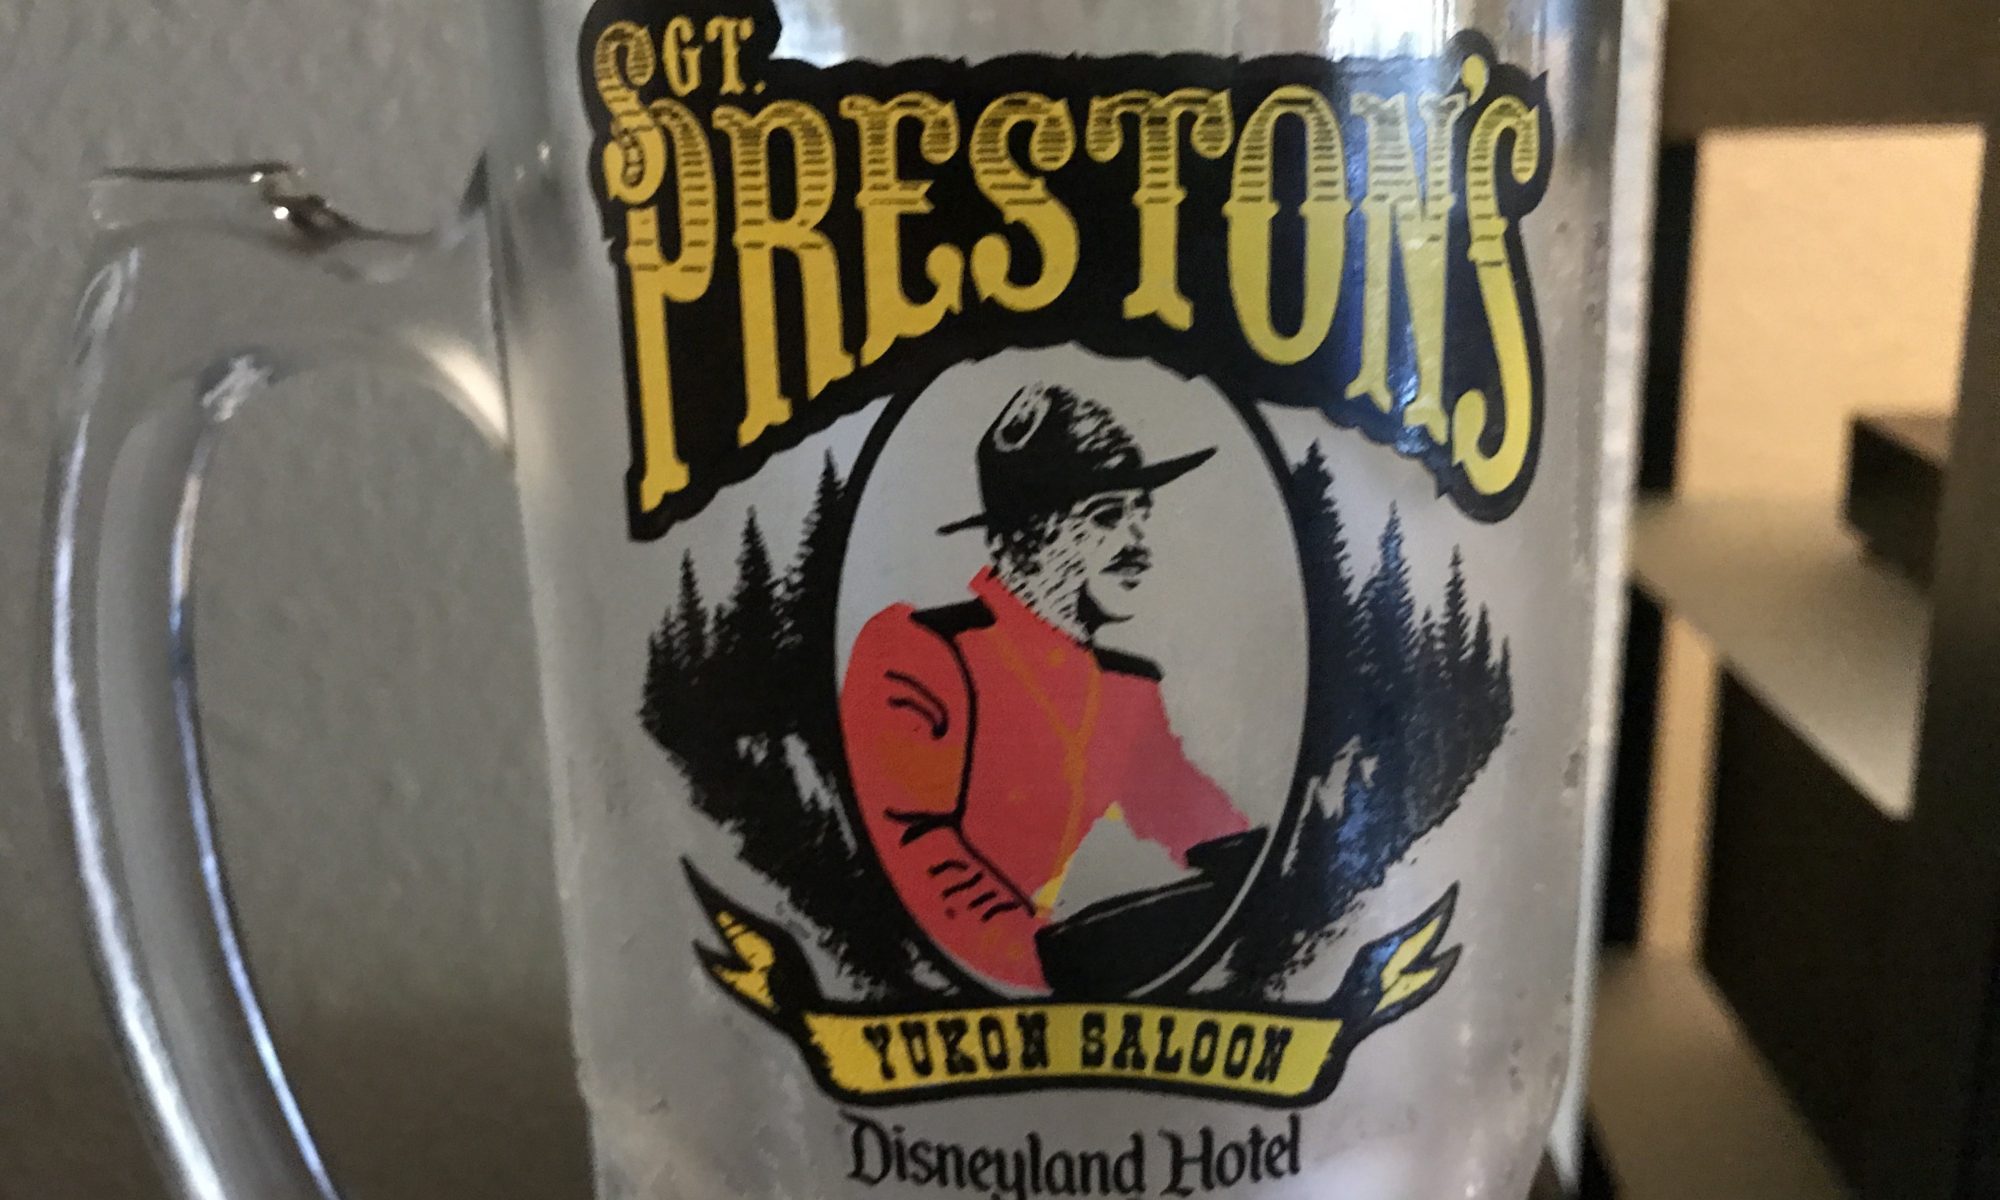 SGT.
PRESTON'S
YUKON SALOON
Disneyland Hotel